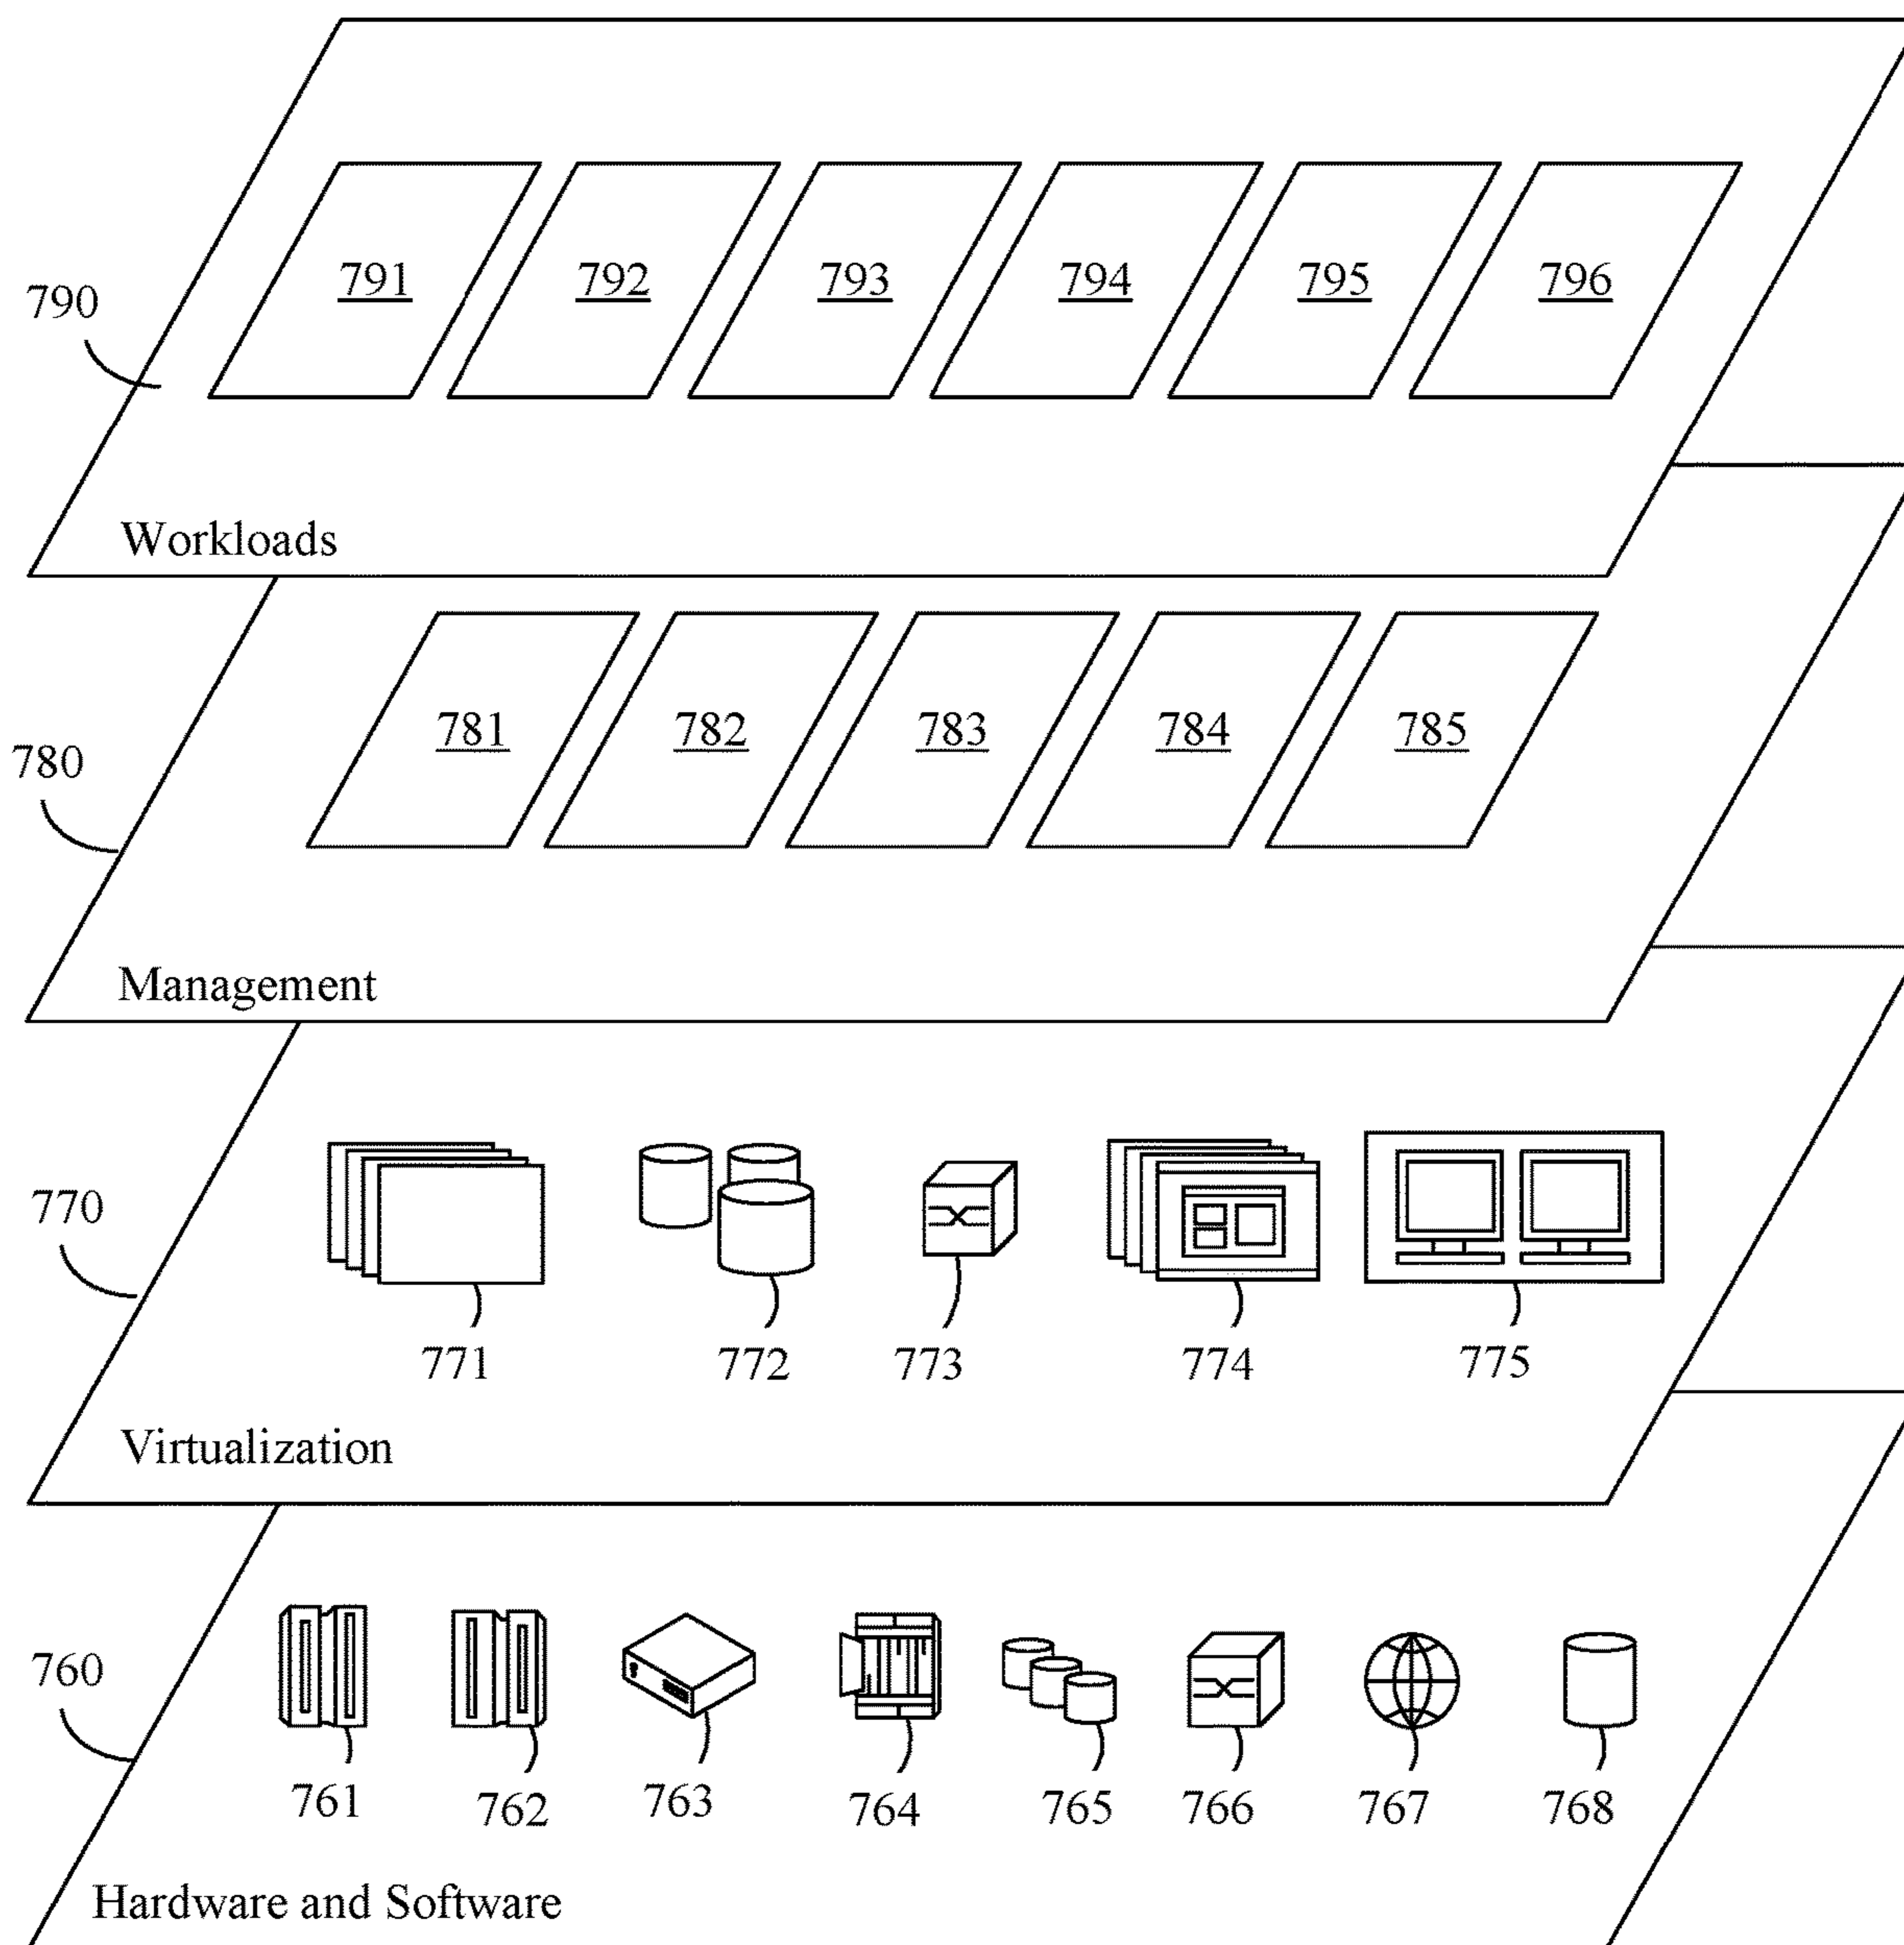 791 792 793 794 795 796
790
Workloads
781 782 783 784 785
780
Management
770
771 772 773 774 775
Virtualization
760
761 762 763 764 765 766 767 768
Hardware and Software